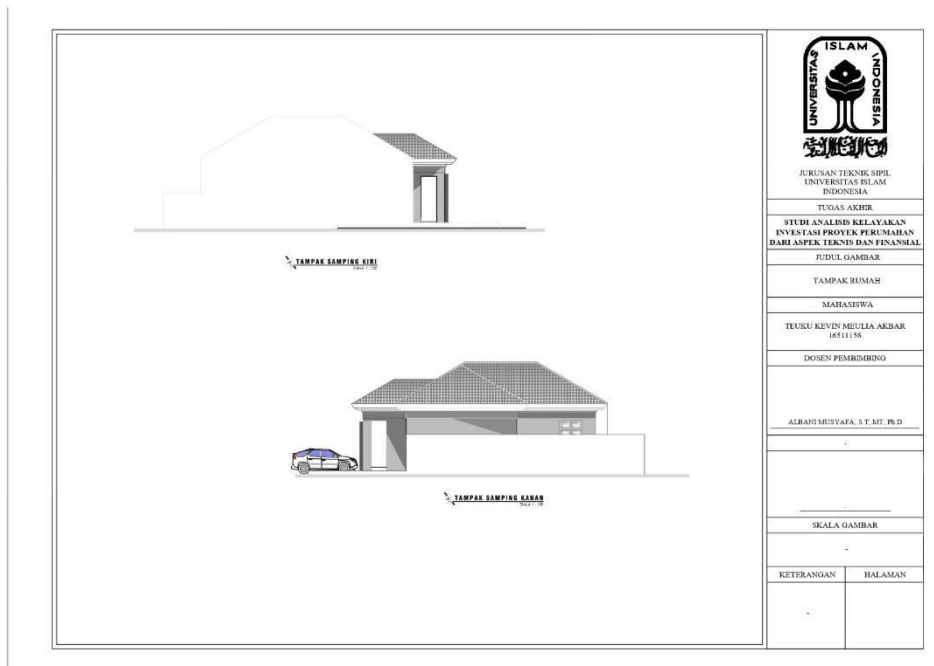 TAMPAK SAMPING KIRI
TAMPAK SAMPING KANAN
UNIVERSITAS ISLAM INDONESIA
JURUSAN TEKNIK SIPIL
UNIVERSITAS ISLAM
INDONESIA
TUGAS AKHIR
STUDI ANALISIS KELAYAKAN
INVESTASI PROYEK PERUMAHAN
DARI ASPEK TEKNIS DAN FINANSIAL
JUDUL GAMBAR
TAMPAK RUMAH
MAHASISWA
TEUKU KEVIN MEULIA AKBAR
16511156
DOSEN PEMBIMBING
ALBANI MUSYAFA, S T, MT, Ph D
SKALA GAMBAR
-
KETERANGAN HALAMAN
-